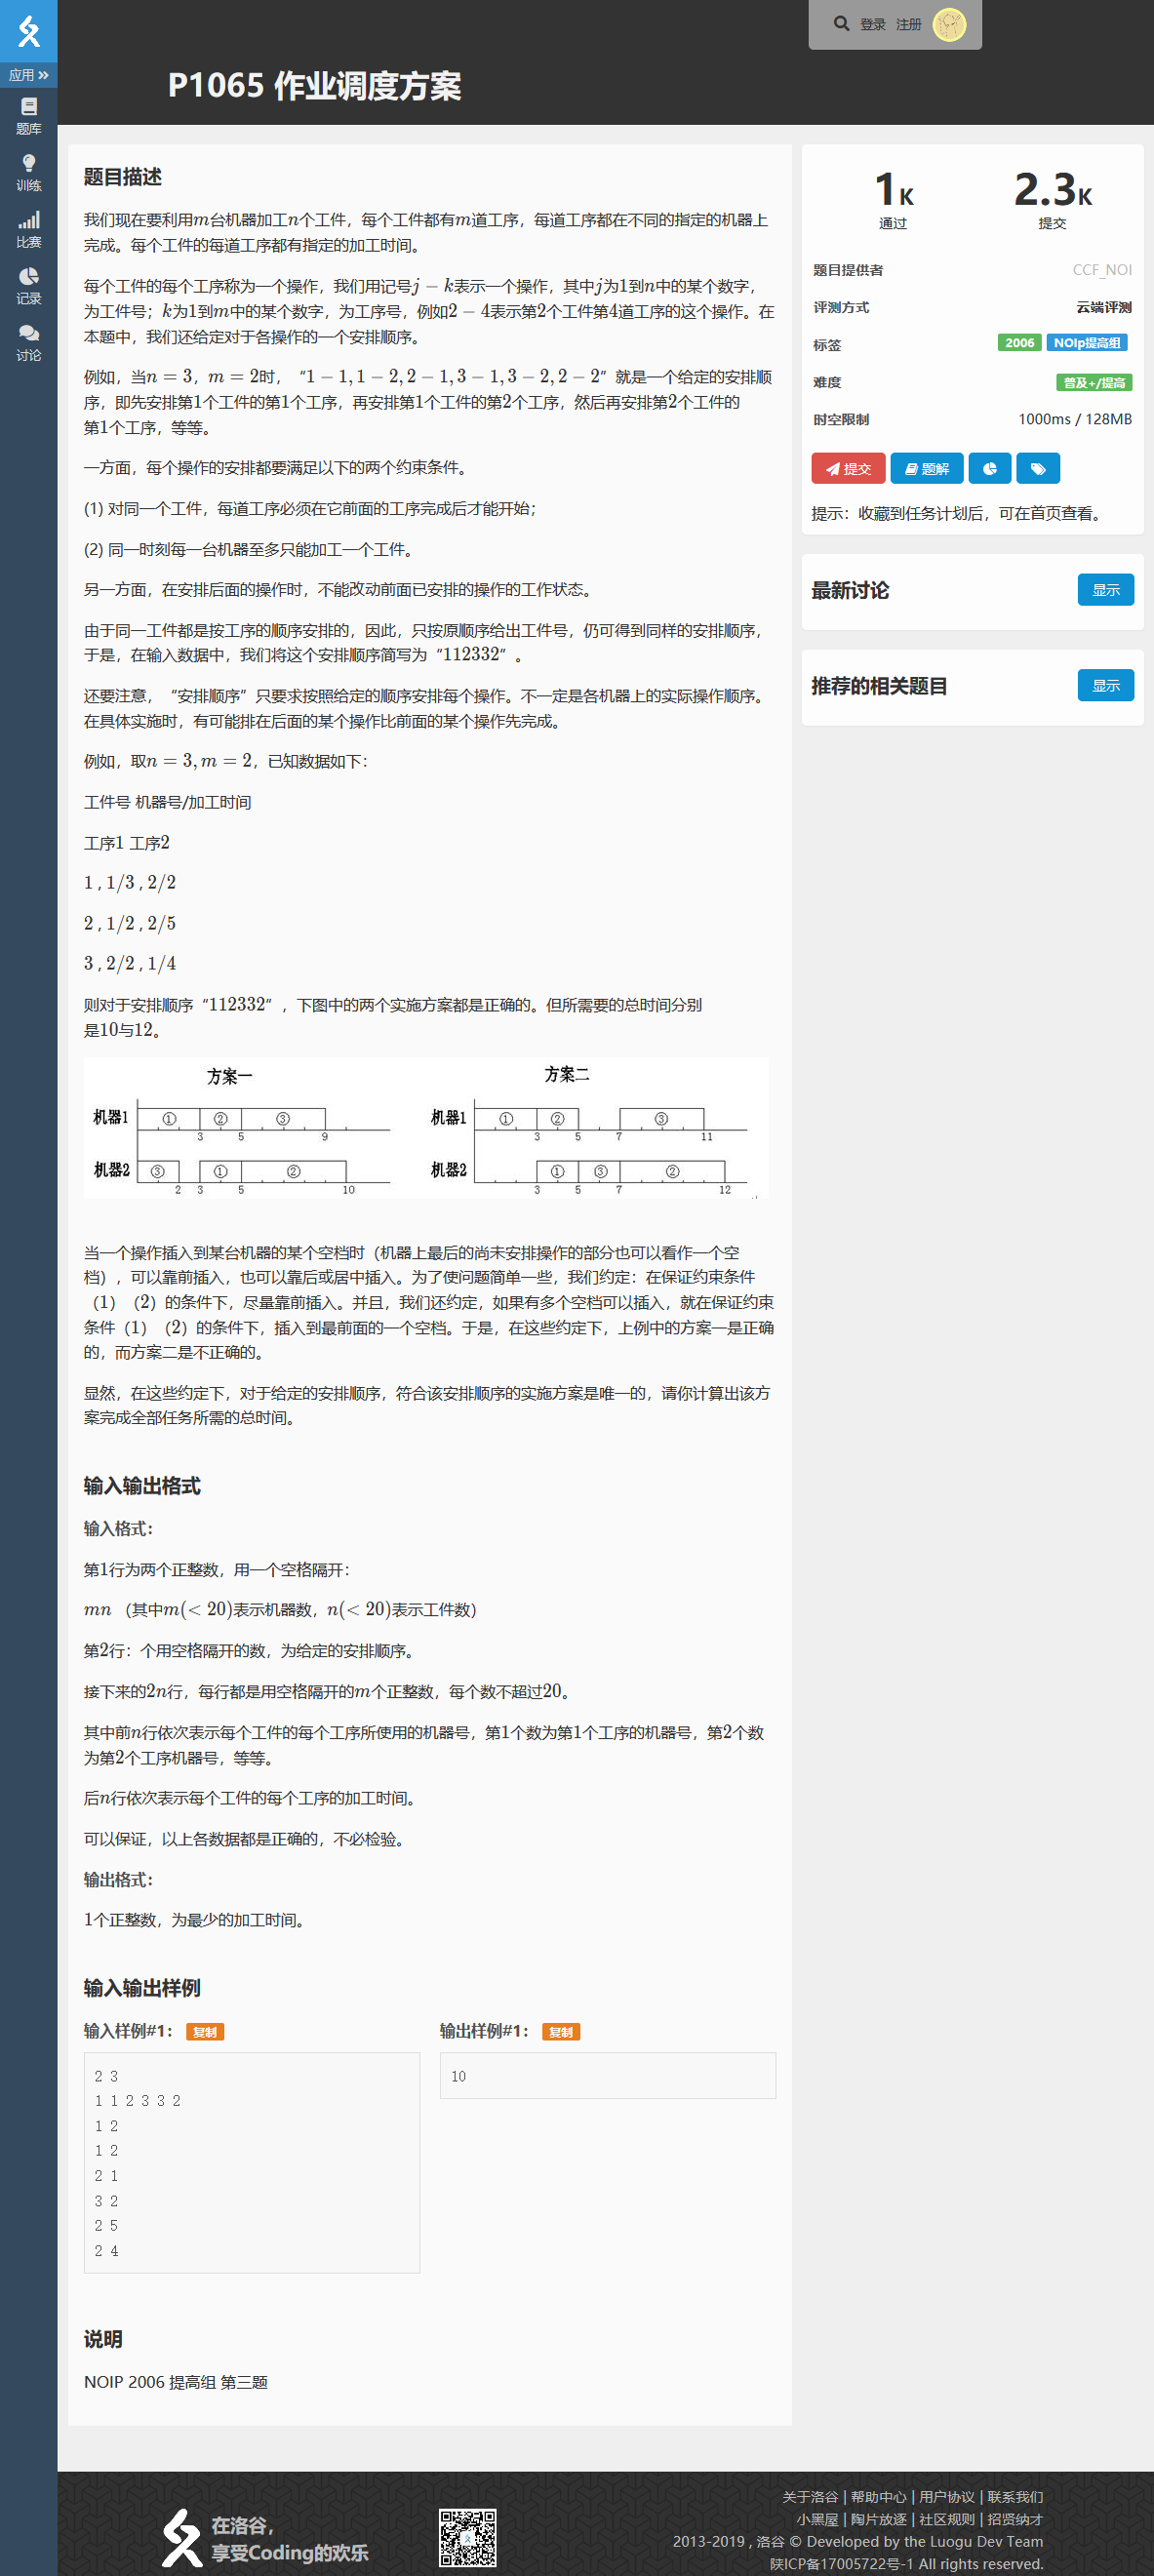 应用
题库
训练
比赛
记录
讨论
登录 注册
P1065 作业调度方案
题目描述
我们现在要利用m台机器加工n个工件，每个工件都有m道工序，每道工序都在不同的指定的机器上
完成。每个工件的每道工序都有指定的加工时间。
每个工件的每个工序称为一个操作，我们用记号j − k表示一个操作，其中j为1到n中的某个数字，
为工件号；k为1到m中的某个数字，为工序号，例如2 − 4表示第2个工件第4道工序的这个操作。在
本题中，我们还给定对于各操作的一个安排顺序。
例如，当n = 3，m = 2时，“1 − 1, 1 − 2, 2 − 1, 3 − 1, 3 − 2, 2 − 2”就是一个给定的安排顺
序，即先安排第1个工件的第1个工序，再安排第1个工件的第2个工序，然后再安排第2个工件的
第1个工序，等等。
一方面，每个操作的安排都要满足以下的两个约束条件。
(1) 对同一个工件，每道工序必须在它前面的工序完成后才能开始；
(2) 同一时刻每一台机器至多只能加工一个工件。
另一方面，在安排后面的操作时，不能改动前面已安排的操作的工作状态。
由于同一工件都是按工序的顺序安排的，因此，只按原顺序给出工件号，仍可得到同样的安排顺序，
于是，在输入数据中，我们将这个安排顺序简写为“112332”。
还要注意，“安排顺序”只要求按照给定的顺序安排每个操作。不一定是各机器上的实际操作顺序。
在具体实施时，有可能排在后面的某个操作比前面的某个操作先完成。
例如，取n = 3, m = 2，已知数据如下：
工件号 机器号/加工时间
工序1 工序2
1 , 1/3 , 2/2
2 , 1/2 , 2/5
3 , 2/2 , 1/4
则对于安排顺序“112332”，下图中的两个实施方案都是正确的。但所需要的总时间分别
是10与12。
方案一
机器1 ① ② ③
3 5 9
机器2 ③ ① ②
2 3 5 10
方案二
机器1 ① ② ③
3 5 7 11
机器2 ① ③ ②
3 5 7 12
当一个操作插入到某台机器的某个空档时（机器上最后的尚未安排操作的部分也可以看作一个空
档），可以靠前插入，也可以靠后或居中插入。为了使问题简单一些，我们约定：在保证约束条件
（1）（2）的条件下，尽量靠前插入。并且，我们还约定，如果有多个空档可以插入，就在保证约束
条件（1）（2）的条件下，插入到最前面的一个空档。于是，在这些约定下，上例中的方案一是正确
的，而方案二是不正确的。
显然，在这些约定下，对于给定的安排顺序，符合该安排顺序的实施方案是唯一的，请你计算出该方
案完成全部任务所需的总时间。
输入输出格式
输入格式：
第1行为两个正整数，用一个空格隔开：
mn （其中m(< 20)表示机器数，n(< 20)表示工件数）
第2行：个用空格隔开的数，为给定的安排顺序。
接下来的2n行，每行都是用空格隔开的m个正整数，每个数不超过20。
其中前n行依次表示每个工件的每个工序所使用的机器号，第1个数为第1个工序的机器号，第2个数
为第2个工序机器号，等等。
后n行依次表示每个工件的每个工序的加工时间。
可以保证，以上各数据都是正确的，不必检验。
输出格式：
1个正整数，为最少的加工时间。
输入输出样例
输入样例#1： 复制
2 3
1 1 2 3 3 2
1 2
1 2
2 1
3 2
2 5
2 4
输出样例#1： 复制
10
说明
NOIP 2006 提高组 第三题
1K
通过
2.3K
提交
题目提供者 CCF_NOI
评测方式 云端评测
标签 2006 NOIp提高组
难度 普及+/提高
时空限制 1000ms / 128MB
提交 题解
提示：收藏到任务计划后，可在首页查看。
最新讨论 显示
推荐的相关题目 显示
在洛谷，
享受Coding的欢乐
关于洛谷 | 帮助中心 | 用户协议 | 联系我们
小黑屋 | 陶片放逐 | 社区规则 | 招贤纳才
2013-2019 , 洛谷 © Developed by the Luogu Dev Team
陕ICP备17005722号-1 All rights reserved.